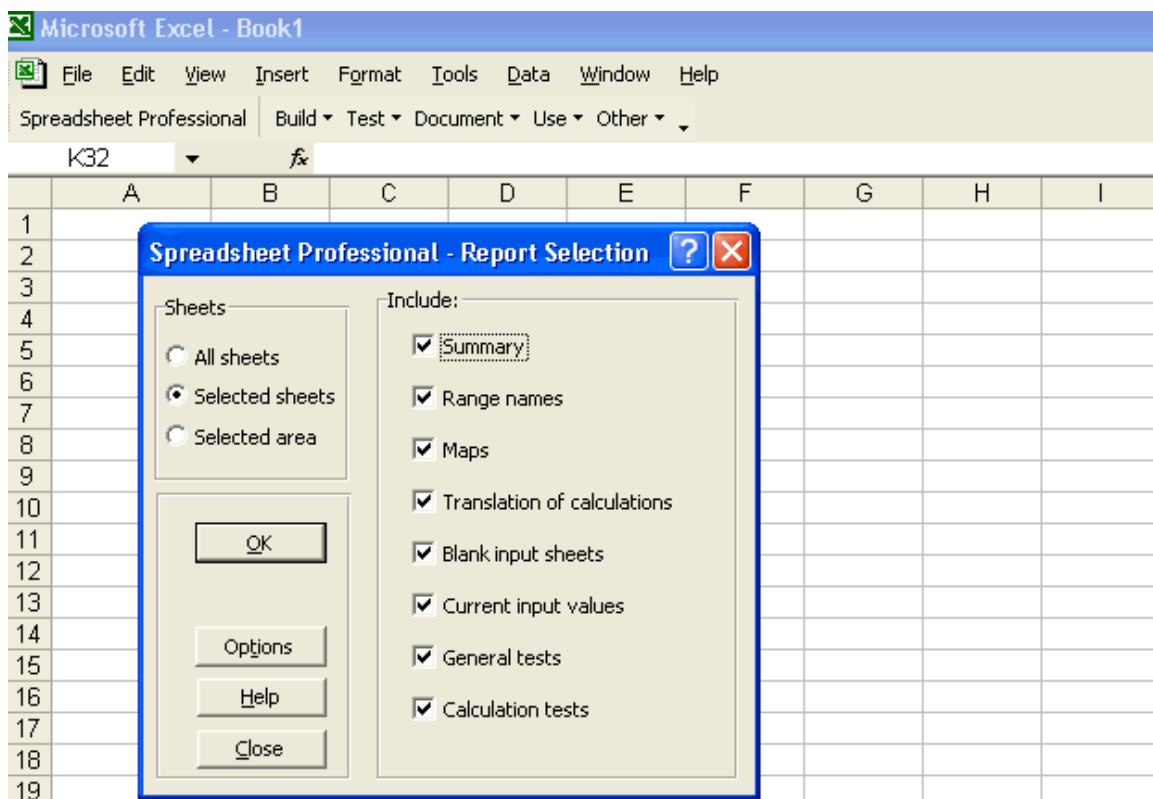 Microsoft Excel - Book1
File Edit View Insert Format Tools Data Window Help
Spreadsheet Professional Build Test Document Use Other
K32 fx
A B C D E F G H I
1
2
3
4
5
6
7
8
9
10
11
12
13
14
15
16
17
18
19
Spreadsheet Professional - Report Selection ?
Sheets
All sheets
Selected sheets
Selected area
OK
Options
Help
Close
Include:
Summary
Range names
Maps
Translation of calculations
Blank input sheets
Current input values
General tests
Calculation tests